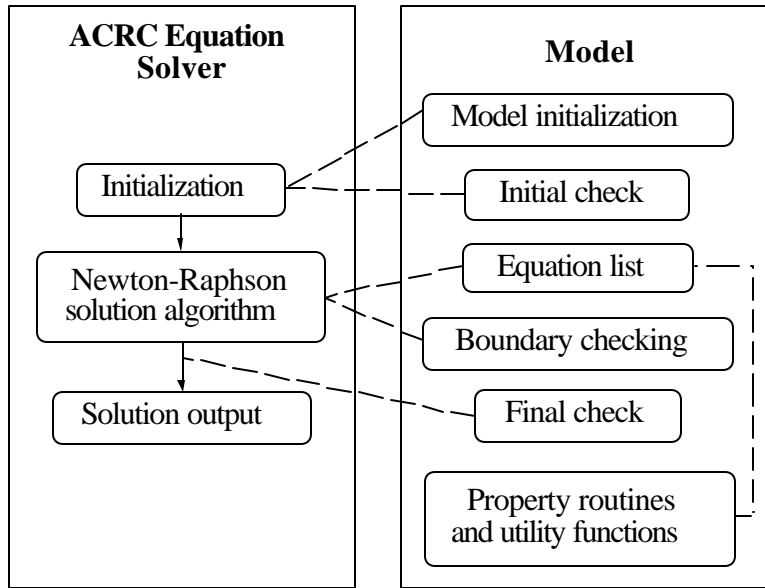 ACRC Equation
Solver
Initialization
Newton-Raphson
solution algorithm
Solution output
Model
Model initialization
Initial check
Equation list
Boundary checking
Final check
Property routines
and utility functions